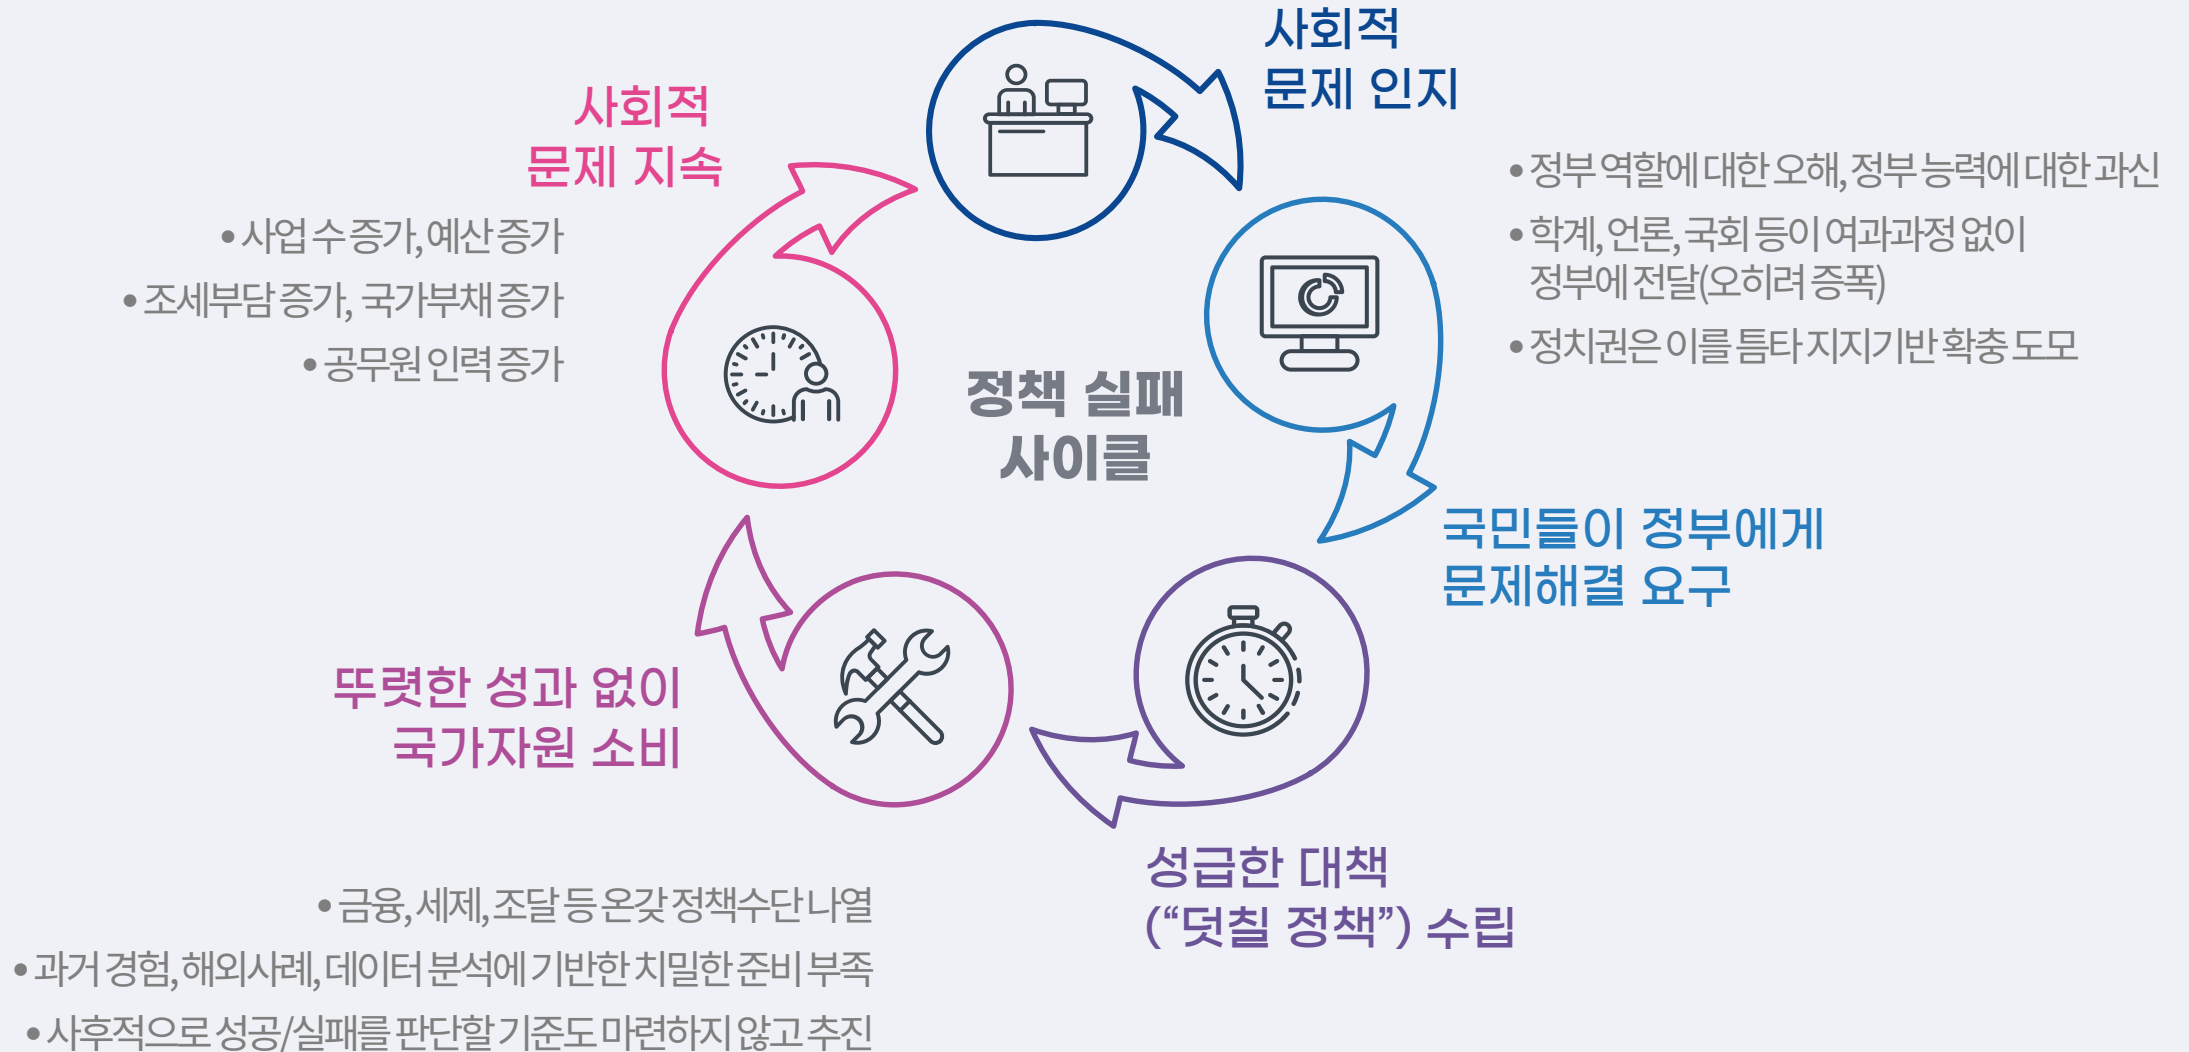 사회적
문제 인지
• 정부 역할에 대한 오해, 정부 능력에 대한 과신
• 학계, 언론, 국회 등이 여과과정 없이
정부에 전달(오히려 증폭)
• 정치권은 이를 틈타 지지기반 확충 도모
국민들이 정부에게
문제해결 요구
성급한 대책
(“덧칠 정책”) 수립
뚜렷한 성과 없이
국가자원 소비
• 금융, 세제, 조달 등 온갖 정책수단 나열
• 과거 경험, 해외사례, 데이터 분석에 기반한 치밀한 준비 부족
• 사후적으로 성공/실패를 판단할 기준도 마련하지 않고 추진
사회적
문제 지속
• 사업 수 증가, 예산 증가
• 조세부담 증가, 국가부채 증가
• 공무원 인력 증가
정책 실패
사이클